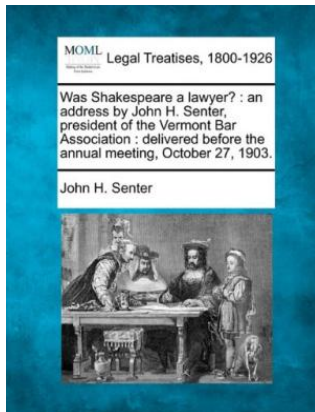 MOML Legal Treatises, 1800-1926
Was Shakespeare a lawyer? : an
address by John H. Senter,
president of the Vermont Bar
Association : delivered before the
annual meeting, October 27, 1903.
John H. Senter